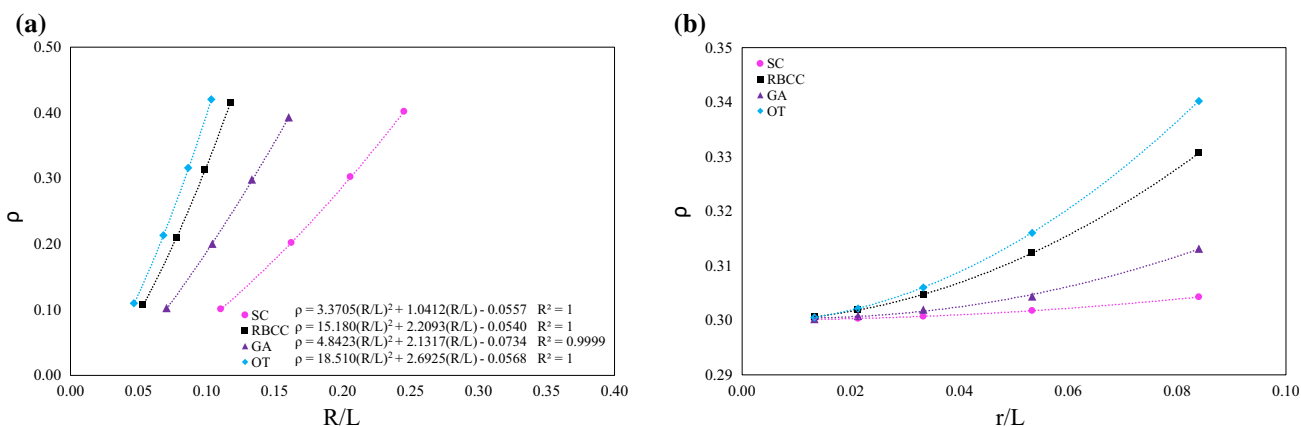 (a)
0.50
0.40
0.30
0.20
0.10
0.00
ρ
0.00 0.05 0.10 0.15 0.20 0.25 0.30 0.35 0.40
R/L
SC ρ = 3.3705(R/L)² + 1.0412(R/L) - 0.0557 R² = 1
RBCC ρ = 15.180(R/L)² + 2.2093(R/L) - 0.0540 R² = 1
GA ρ = 4.8423(R/L)² + 2.1317(R/L) - 0.0734 R² = 0.9999
OT ρ = 18.510(R/L)² + 2.6925(R/L) - 0.0568 R² = 1
(b)
0.35
0.34
0.33
0.32
0.31
0.30
0.29
ρ
SC
RBCC
GA
OT
0.00 0.02 0.04 0.06 0.08 0.10
r/L